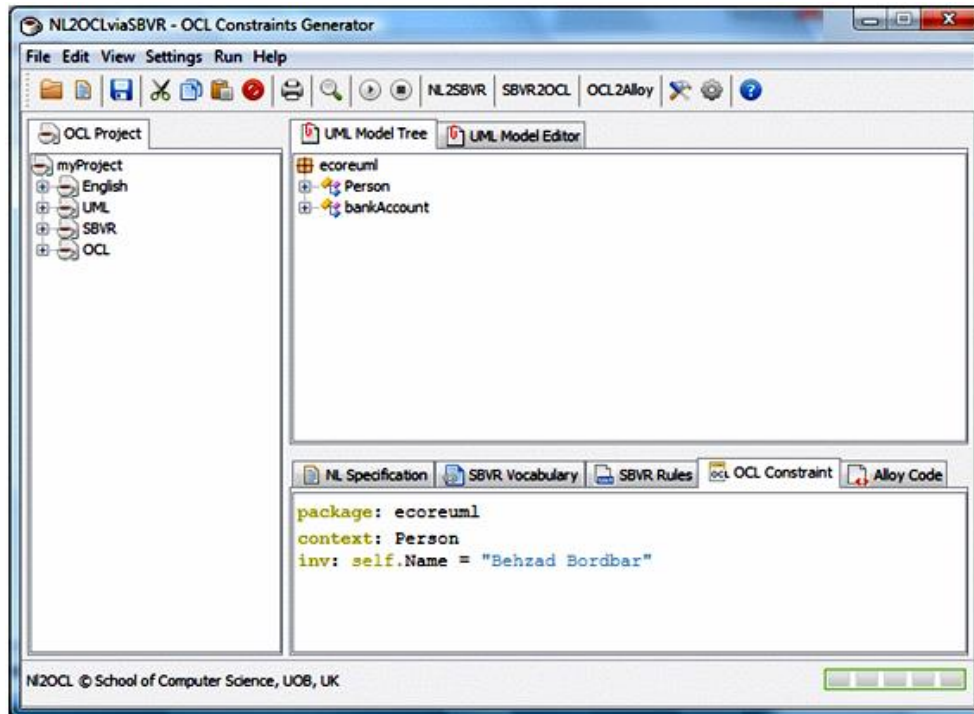 NL2OCLviaSBVR - OCL Constraints Generator
File Edit View Settings Run Help
NL2SBVR SBVR2OCL OCL2Alloy
OCL Project
myProject
English
UML
SBVR
OCL
UML Model Tree UML Model Editor
ecoreuml
Person
bankAccount
NL Specification SBVR Vocabulary SBVR Rules OCL Constraint Alloy Code
package: ecoreuml
context: Person
inv: self.Name = "Behzad Bordbar"
Nl2OCL © School of Computer Science, UOB, UK